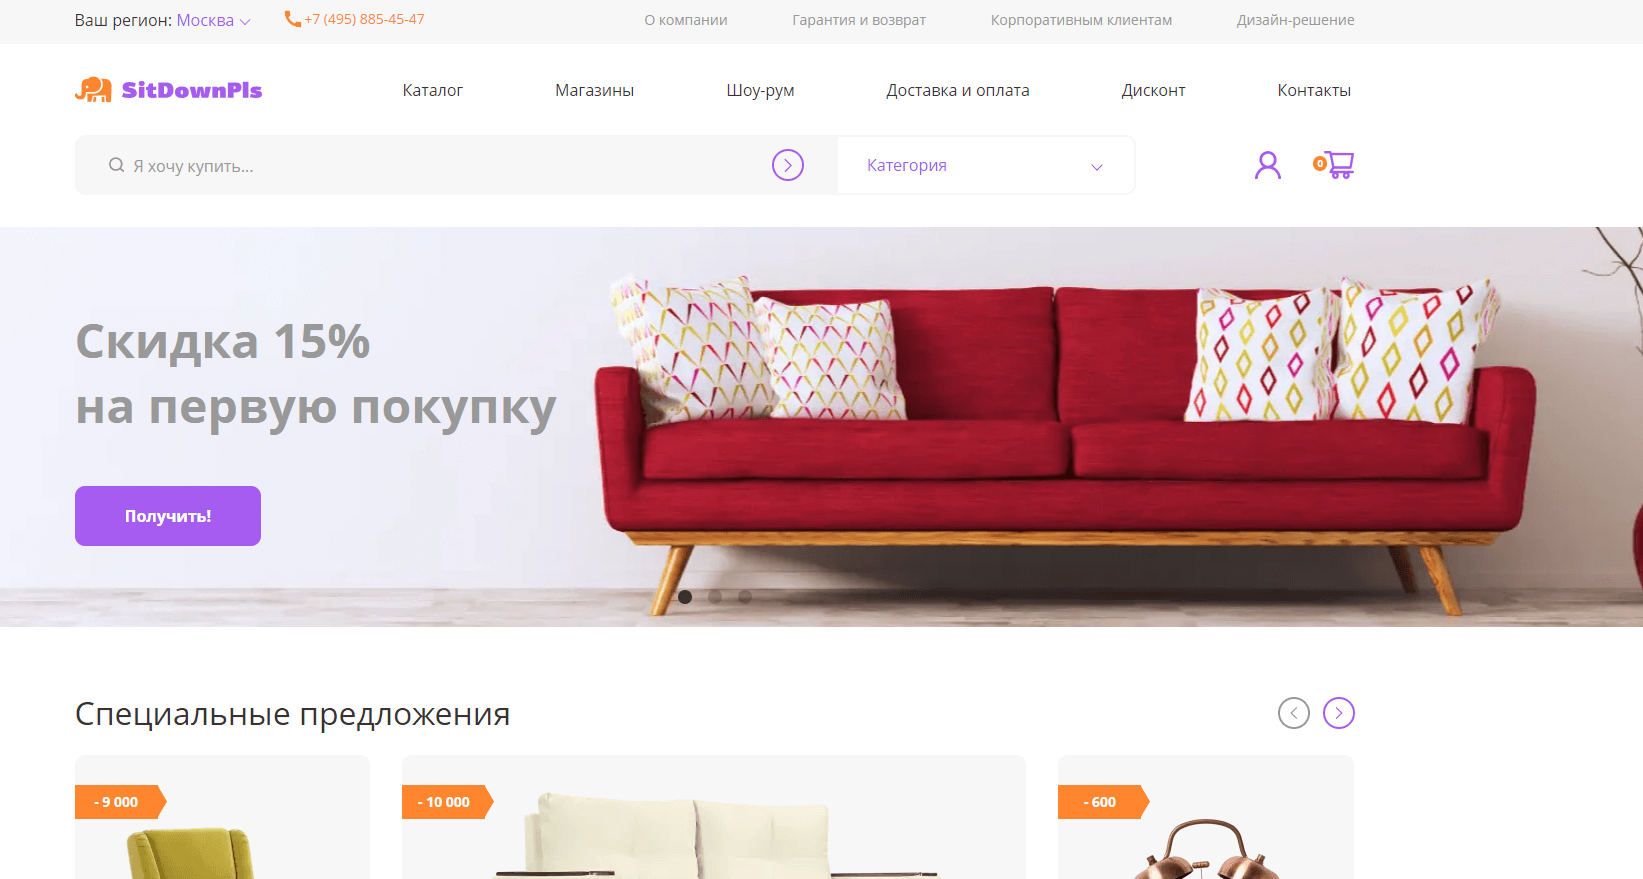 Ваш регион: Москва
+7 (495) 885-45-47
О компании
Гарантия и возврат
Корпоративным клиентам
Дизайн-решение
SitDownPls
Каталог
Магазины
Шоу-рум
Доставка и оплата
Дисконт
Контакты
Я хочу купить...
Категория
0
Скидка 15%
на первую покупку
Получить!
Специальные предложения
- 9 000
- 10 000
- 600